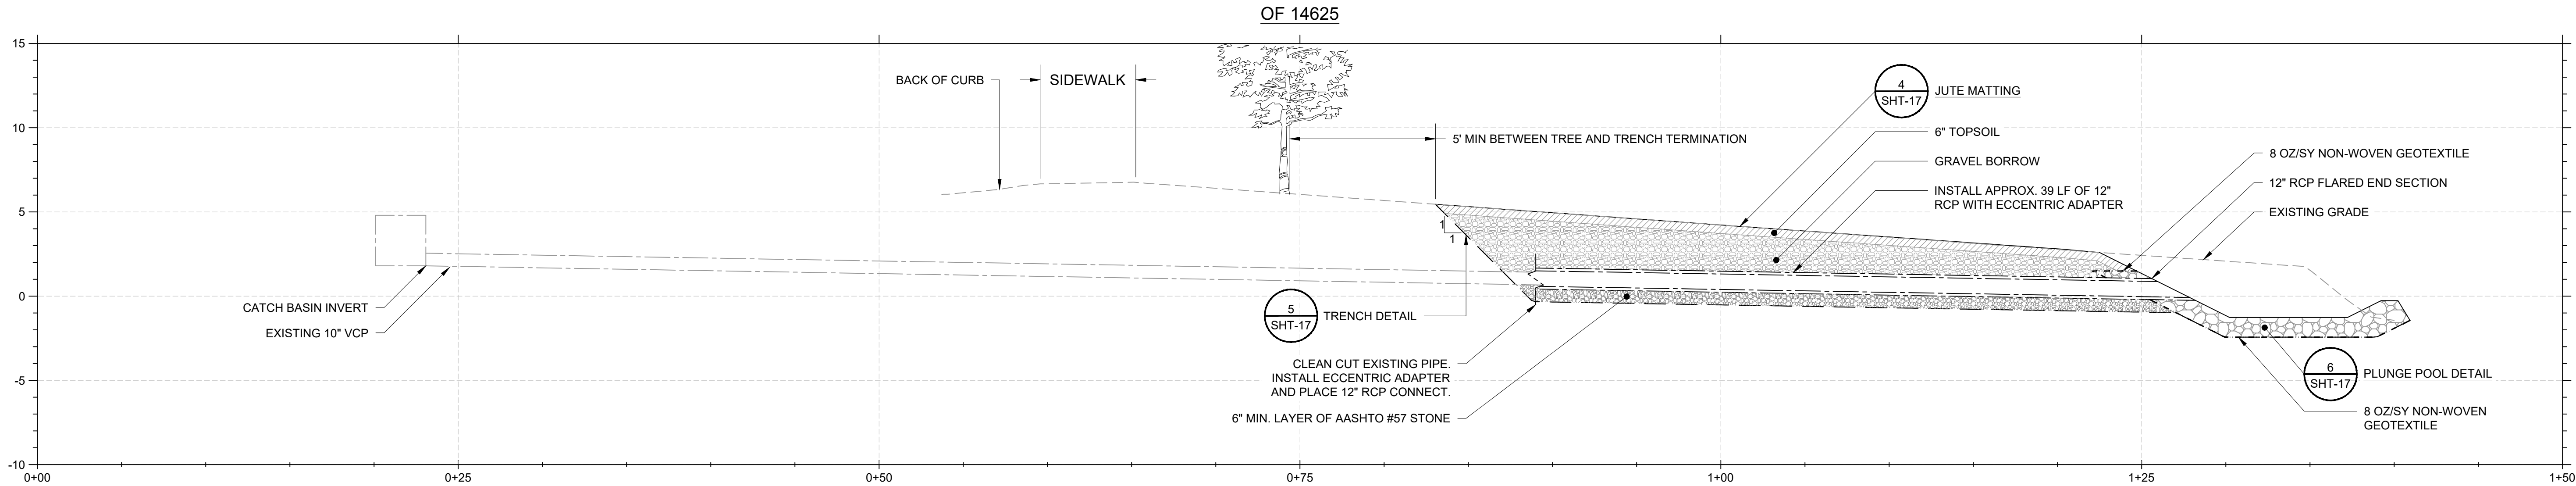 OF 14625
15
10
5
0
-5
-10
BACK OF CURB
SIDEWALK
5' MIN BETWEEN TREE AND TRENCH TERMINATION
4
SHT-17
JUTE MATTING
6" TOPSOIL
GRAVEL BORROW
INSTALL APPROX. 39 LF OF 12"
RCP WITH ECCENTRIC ADAPTER
8 OZ/SY NON-WOVEN GEOTEXTILE
12" RCP FLARED END SECTION
EXISTING GRADE
1
1
CATCH BASIN INVERT
EXISTING 10" VCP
5
SHT-17
TRENCH DETAIL
CLEAN CUT EXISTING PIPE.
INSTALL ECCENTRIC ADAPTER
AND PLACE 12" RCP CONNECT.
6" MIN. LAYER OF AASHTO #57 STONE
6
SHT-17
PLUNGE POOL DETAIL
8 OZ/SY NON-WOVEN
GEOTEXTILE
0+00
0+25
0+50
0+75
1+00
1+25
1+50